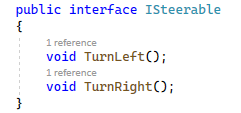 public interface ISteerable
{
1 reference
void TurnLeft();
1 reference
void TurnRight();
}